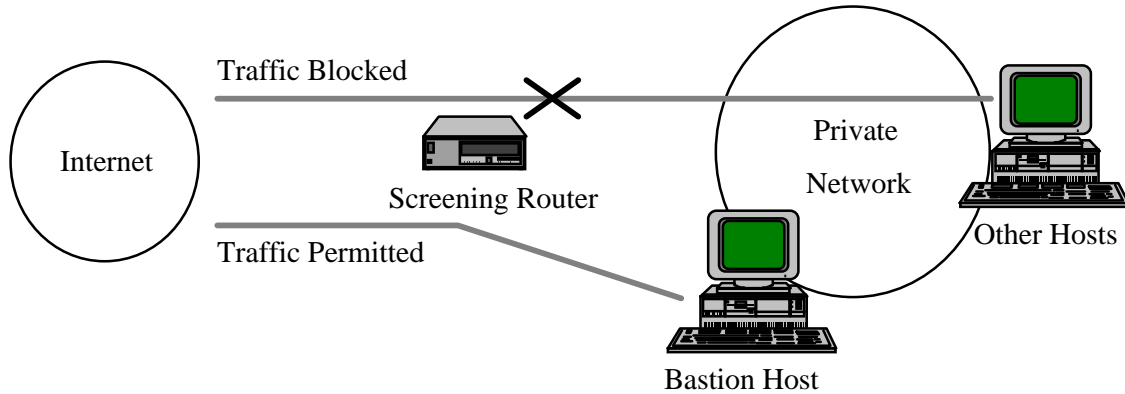 Traffic Blocked
Internet
Screening Router
Private
Network
Traffic Permitted
Other Hosts
Bastion Host